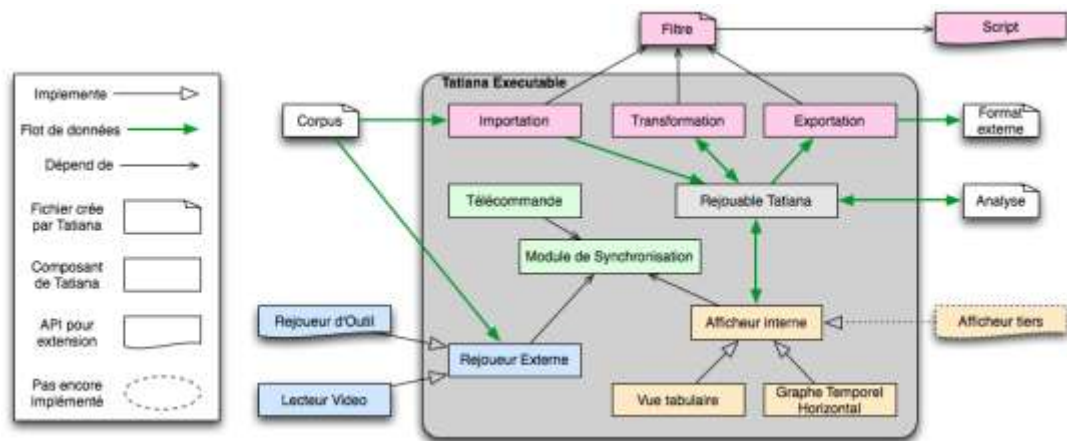 Filtre
Script
Tatiana Executable
Implemente
Flot de données
Dépend de
Fichier crée
par Tatiana
Composant
de Tatiana
API pour
extension
Pas encore
implémenté
Corpus
Importation
Transformation
Exportation
Format
externe
Télécommande
Rejouable Tatiana
Analyse
Module de Synchronisation
Rejoueur d'Outil
Afficheur interne
Afficheur tiers
Rejoueur Externe
Lecteur Video
Vue tabulaire
Graphe Temporel
Horizontal